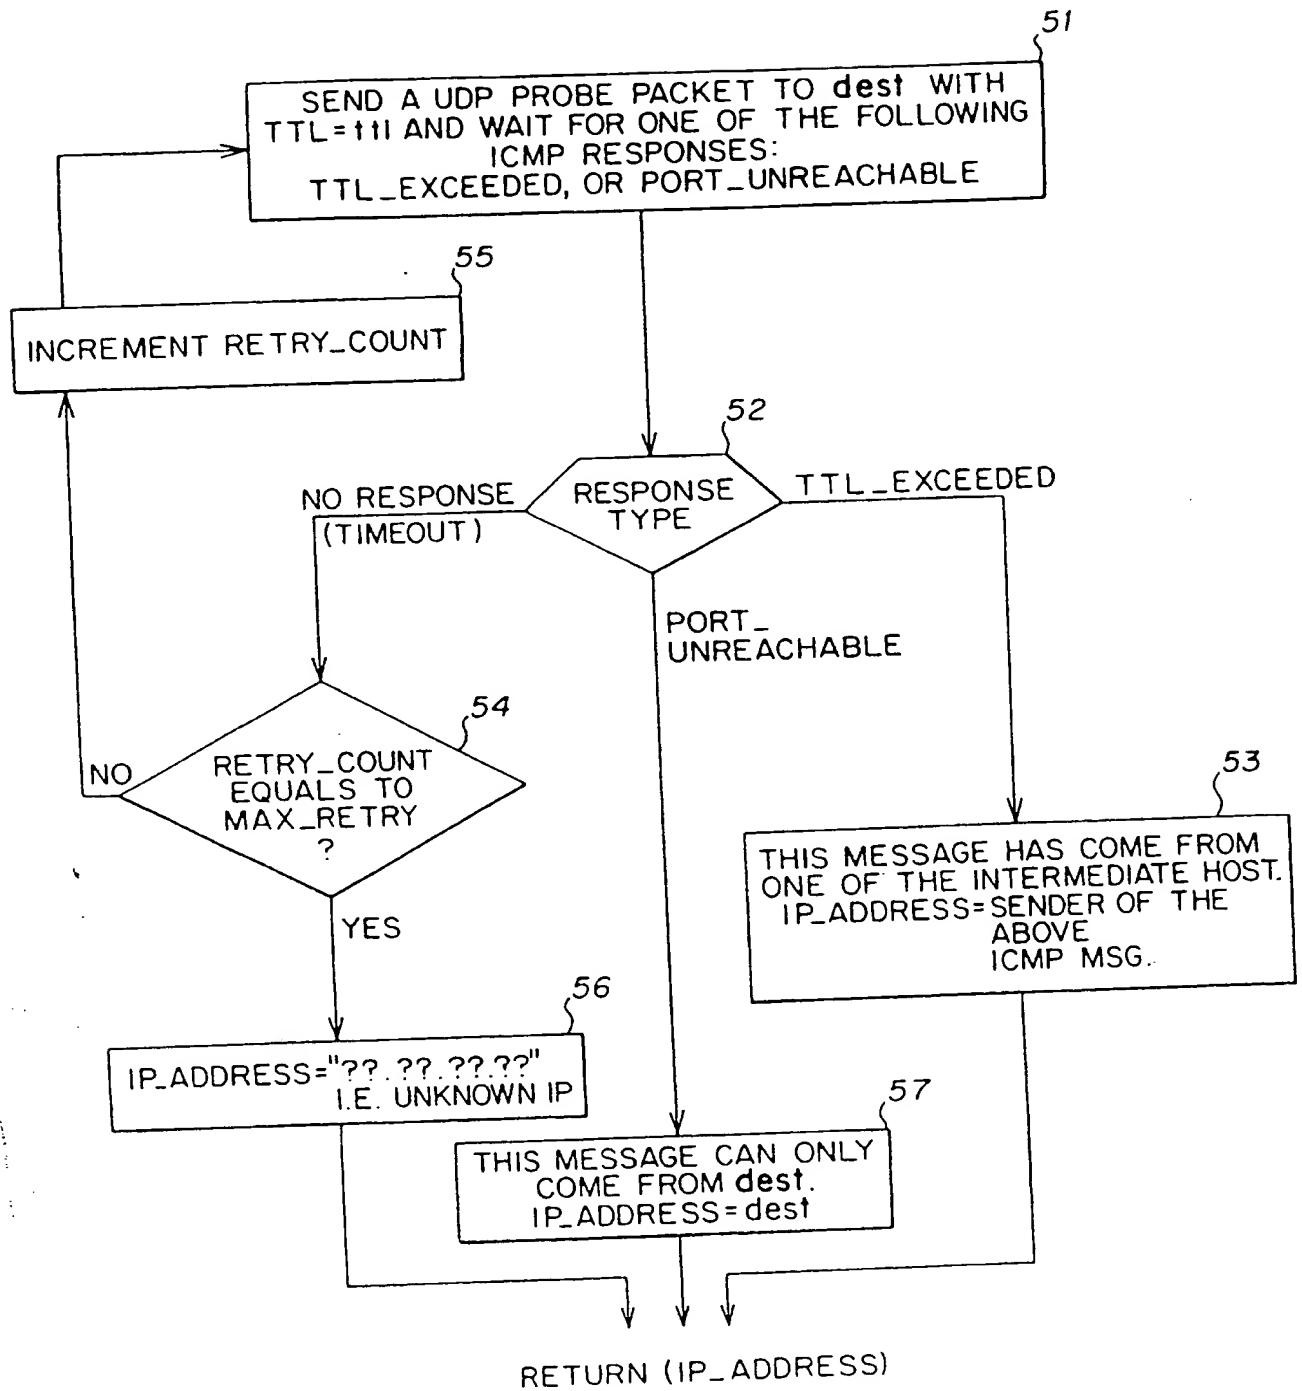 51
SEND A UDP PROBE PACKET TO dest WITH
TTL=ttl AND WAIT FOR ONE OF THE FOLLOWING
ICMP RESPONSES:
TTL_EXCEEDED, OR PORT_UNREACHABLE
55
INCREMENT RETRY_COUNT
52
RESPONSE
TYPE
NO RESPONSE
(TIMEOUT)
TTL_EXCEEDED
PORT_
UNREACHABLE
54
RETRY_COUNT
EQUALS TO
MAX_RETRY
?
NO
YES
53
THIS MESSAGE HAS COME FROM
ONE OF THE INTERMEDIATE HOST.
IP_ADDRESS=SENDER OF THE
ABOVE
ICMP MSG.
56
IP_ADDRESS="??.??.??.??"
I.E. UNKNOWN IP
57
THIS MESSAGE CAN ONLY
COME FROM dest.
IP_ADDRESS=dest
RETURN (IP_ADDRESS)